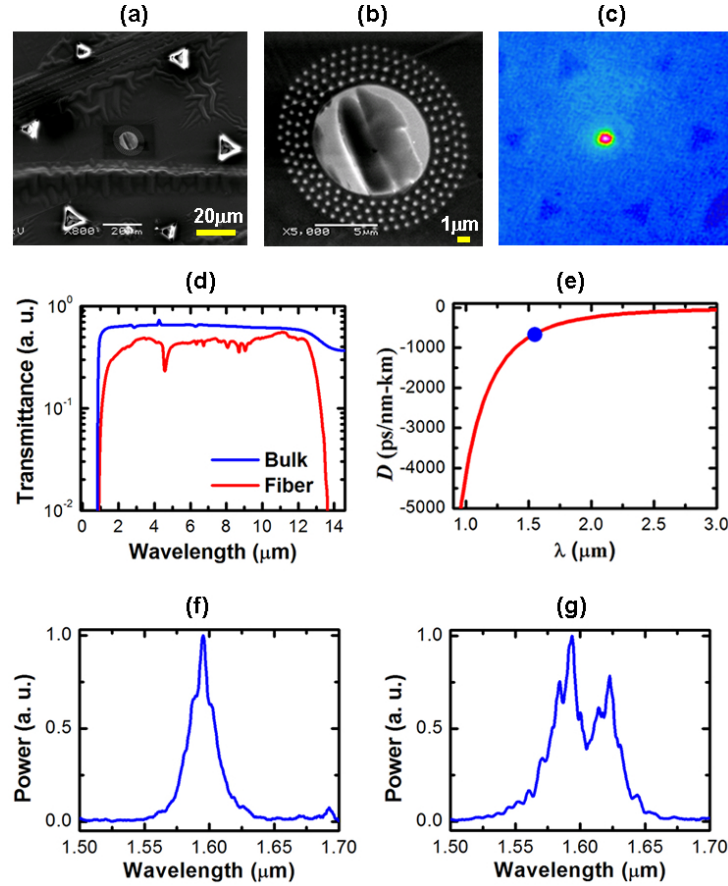 (a) (b) (c)
V X800 20μm 20μm
X5,000 5μm 1μm
(d) (e)
Transmittance (a. u.)
10^0
10^-1
10^-2
Bulk
Fiber
0 2 4 6 8 10 12 14
Wavelength (μm)
D (ps/nm-km)
0
-1000
-2000
-3000
-4000
-5000
1.0 1.5 2.0 2.5 3.0
λ (μm)
(f) (g)
Power (a. u.)
1.0
0.5
0.0
1.50 1.55 1.60 1.65 1.70
Wavelength (μm)
Power (a. u.)
1.0
0.5
0.0
1.50 1.55 1.60 1.65 1.70
Wavelength (μm)